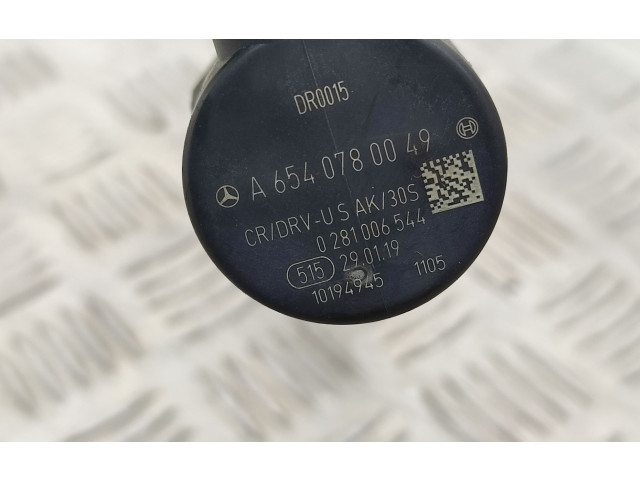 DR0015
A 654 078 00 49
CR/DRV-U S AK/30S
0 281 006 544
515 29.01.19
10194945 1105